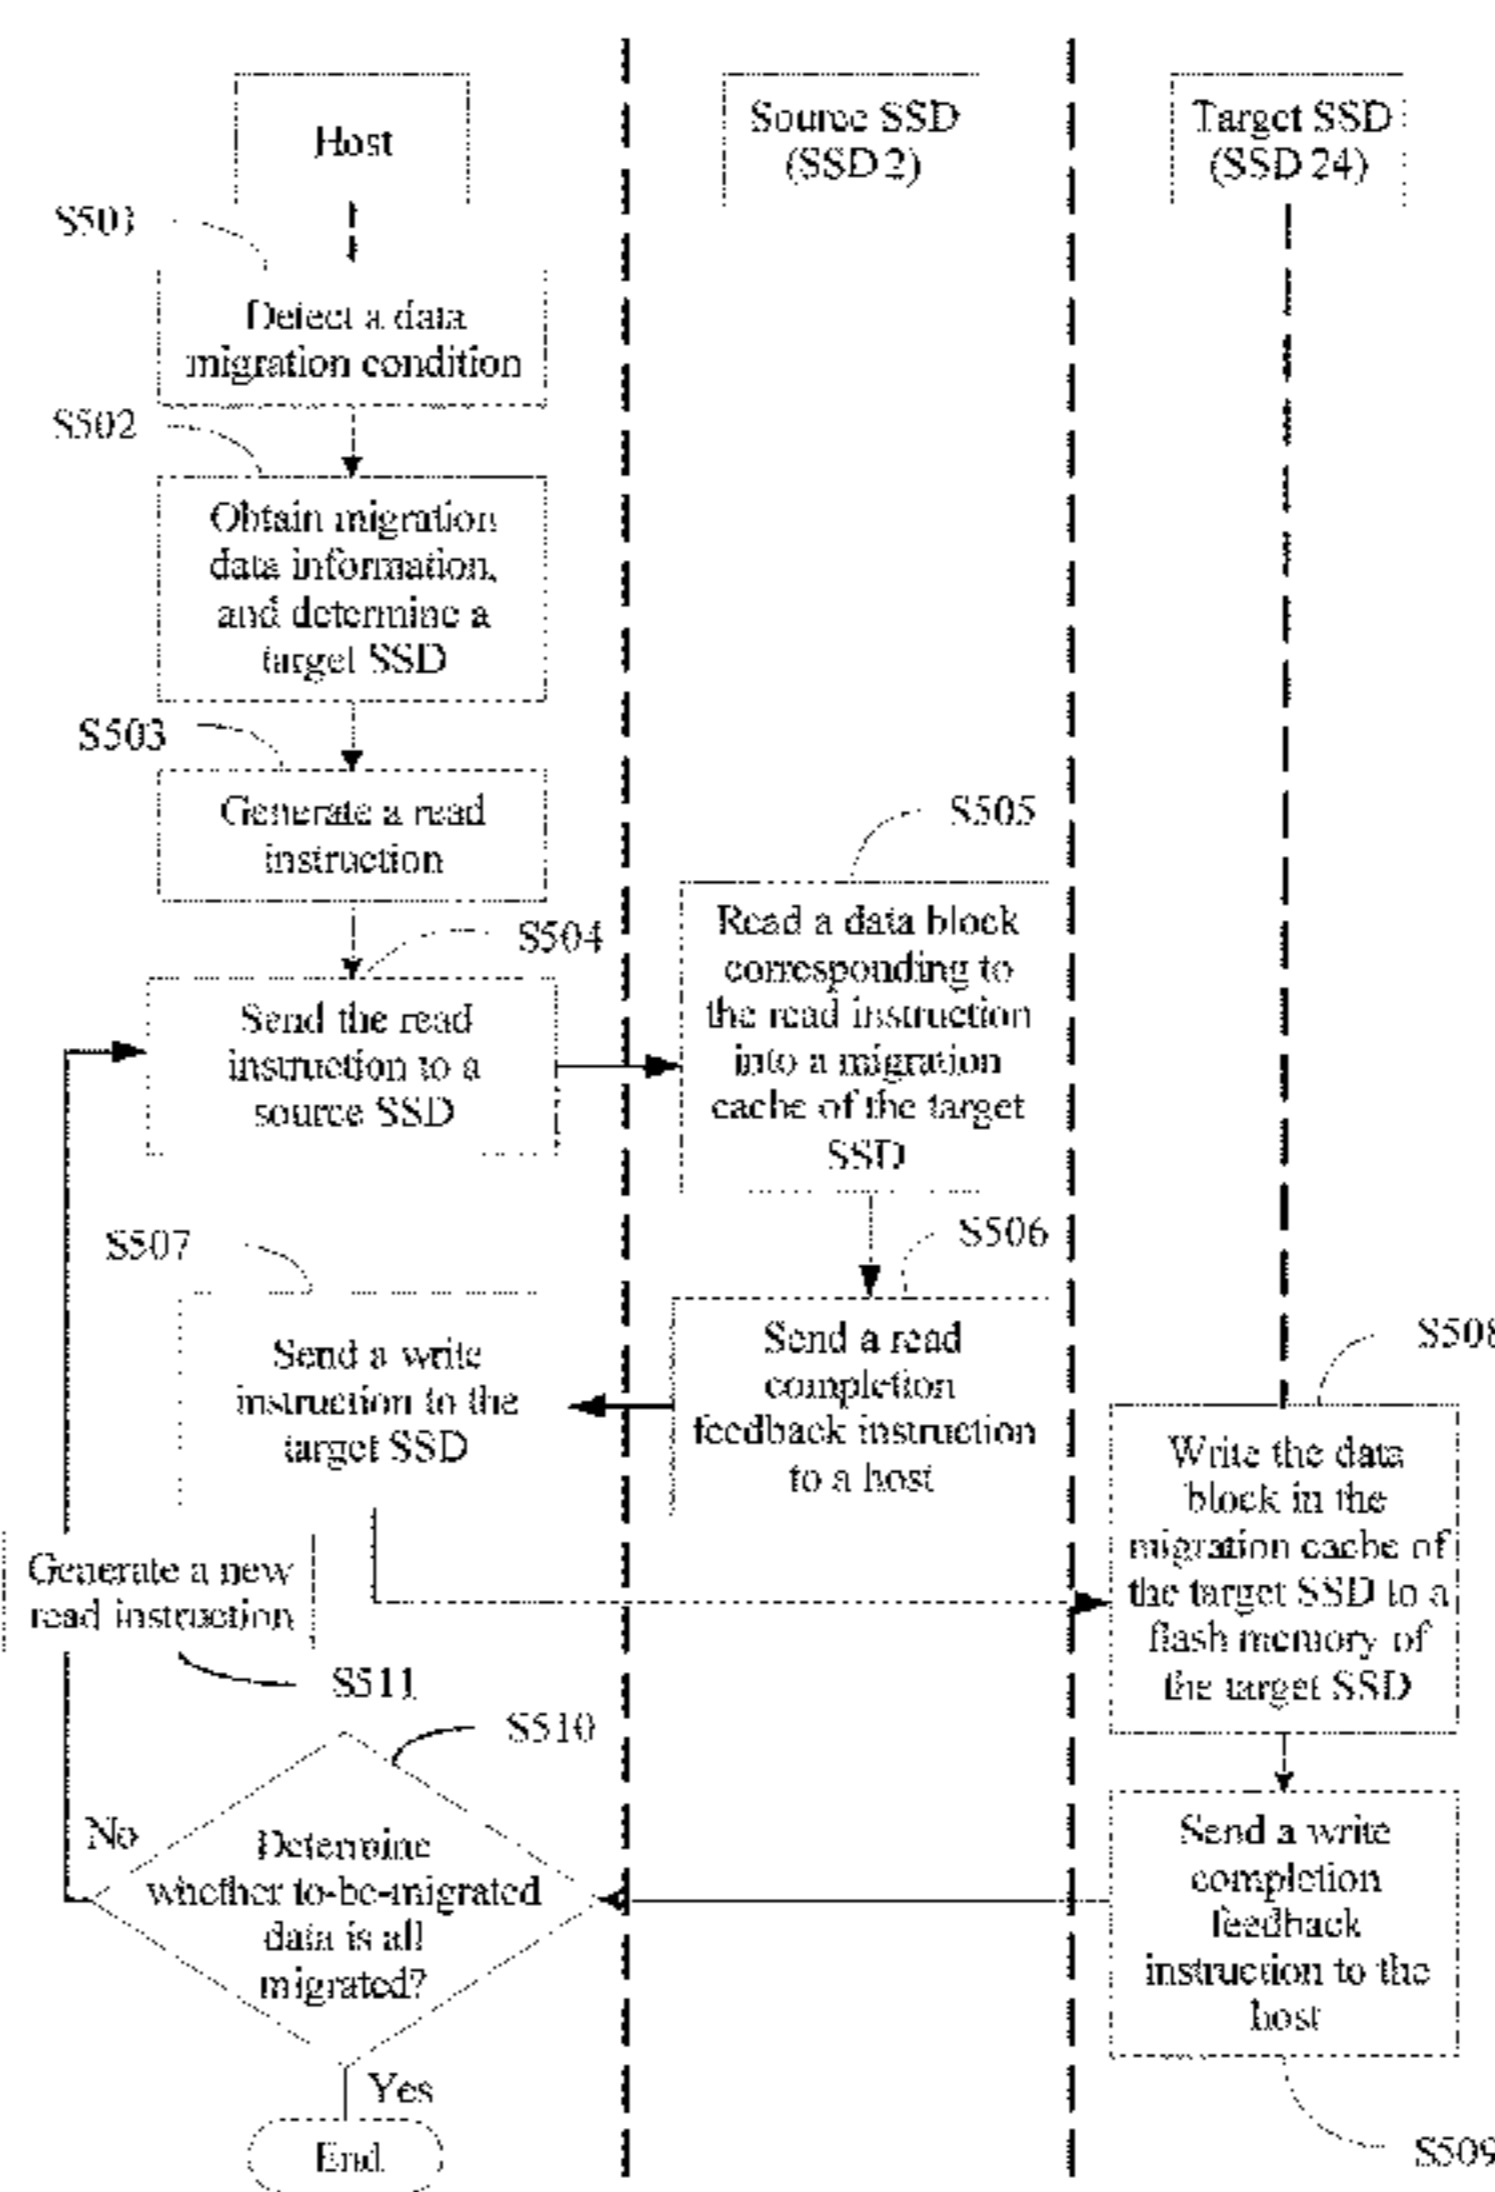 Host
Source SSD
(SSD 2)
Target SSD
(SSD 24)
S501
Detect a data
migration condition
S502
Obtain migration
data information,
and determine a
target SSD
S503
Generate a read
instruction
S504
Send the read
instruction to a
source SSD
S505
Read a data block
corresponding to
the read instruction
into a migration
cache of the target
SSD
S506
Send a read
completion
feedback instruction
to a host
S507
Send a write
instruction to the
target SSD
S508
Write the data
block in the
migration cache of
the target SSD to a
flash memory of
the target SSD
Generate a new
read instruction
S511
S510
No
Determine
whether to-be-migrated
data is all
migrated?
Send a write
completion
feedback
instruction to the
host
S509
Yes
End